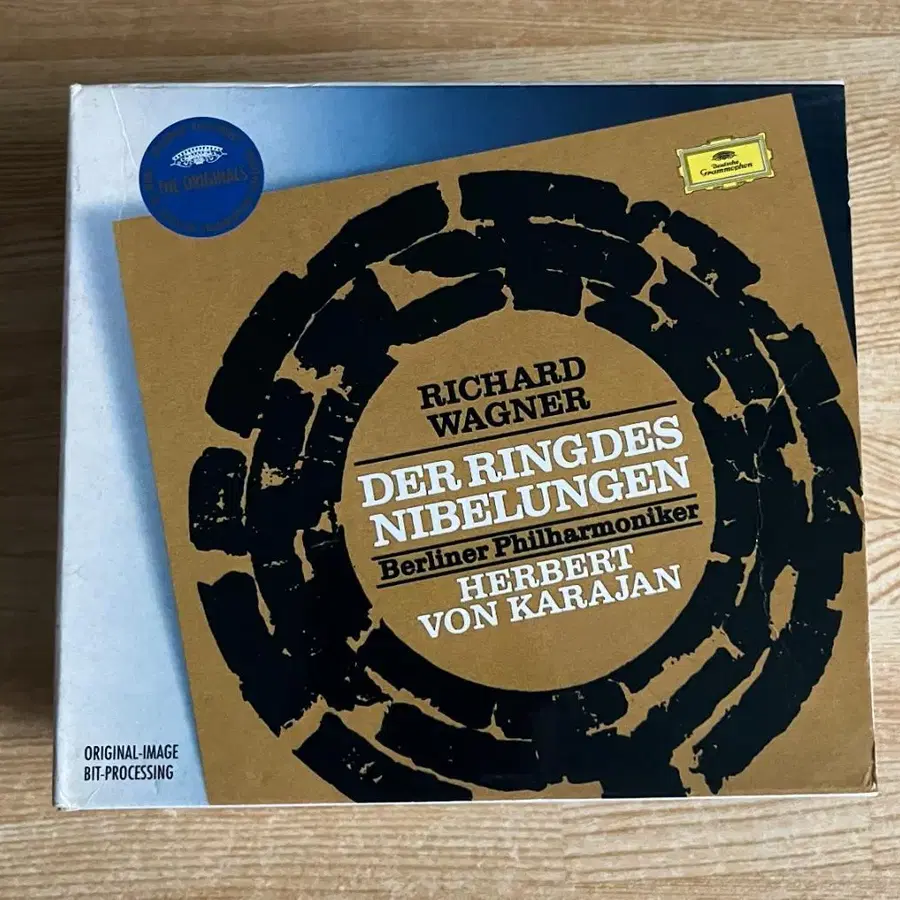 THE ORIGINALS
Deutsche
Grammophon
RICHARD
WAGNER
DER RING DES
NIBELUNGEN
Berliner Philharmoniker
HERBERT
VON KARAJAN
ORIGINAL-IMAGE
BIT-PROCESSING